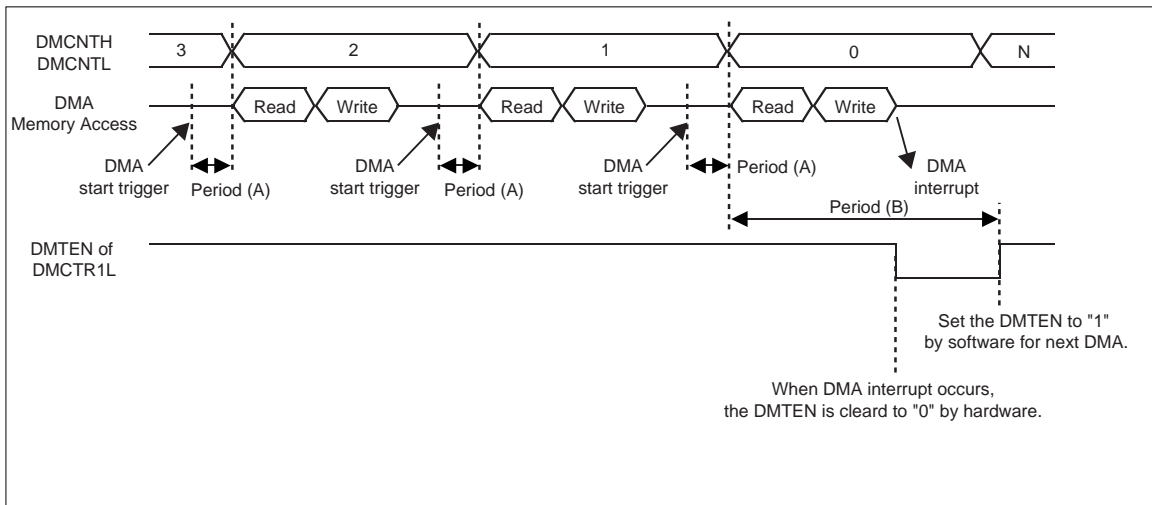 DMCNTH
DMCNTL
3 2 1 0 N
DMA
Memory Access
Read Write Read Write Read Write
DMA
start trigger
Period (A)
DMA
start trigger
Period (A)
DMA
start trigger
Period (A)
DMA
interrupt
Period (B)
DMTEN of
DMCTR1L
Set the DMTEN to "1"
by software for next DMA.
When DMA interrupt occurs,
the DMTEN is cleard to "0" by hardware.